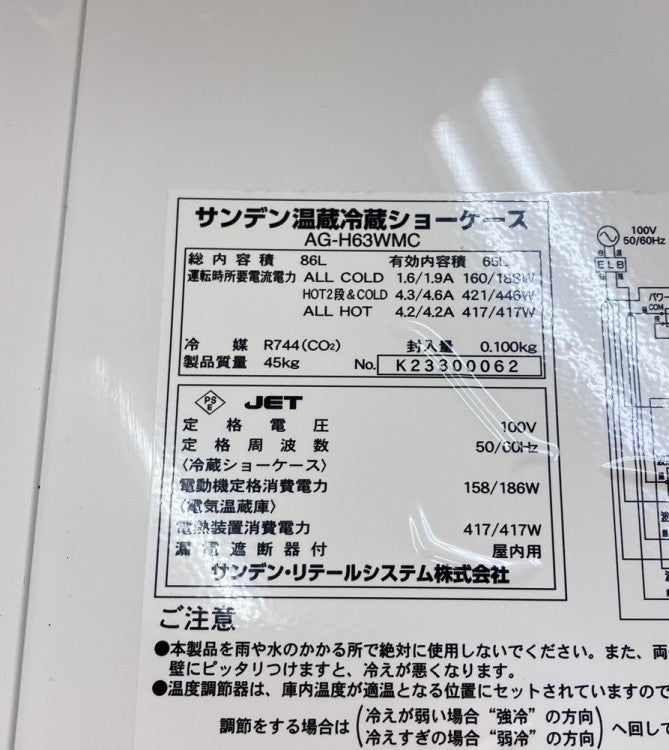 サンデン温蔵冷蔵ショーケース
AG-H63WMC
総内容積 86L 有効内容積 65L
運転時所要電流電力 ALL COLD 1.6/1.9A 160/188W
HOT2段&COLD 4.3/4.6A 421/446W
ALL HOT 4.2/4.2A 417/417W
冷媒 R744(CO₂) 封入量 0.100kg
製品質量 45kg No. K23300062
PS E JET
定格電圧 100V
定格周波数 50/60Hz
〈冷蔵ショーケース〉
電動機定格消費電力 158/186W
〈電気温蔵庫〉
電熱装置消費電力 417/417W
漏電遮断器付 屋内用
サンデン・リテールシステム株式会社
100V
50/60Hz
ELB
パワー
COM
ご注意
●本製品を雨や水のかかる所で絶対に使用しないでください。また、両
壁にピッタリつけますと、冷えが悪くなります。
●温度調節器は、庫内温度が適温となる位置にセットされていますので
調節をする場合は(冷えが弱い場合“強冷”の方向
冷えすぎの場合“弱冷”の方向)へ回して